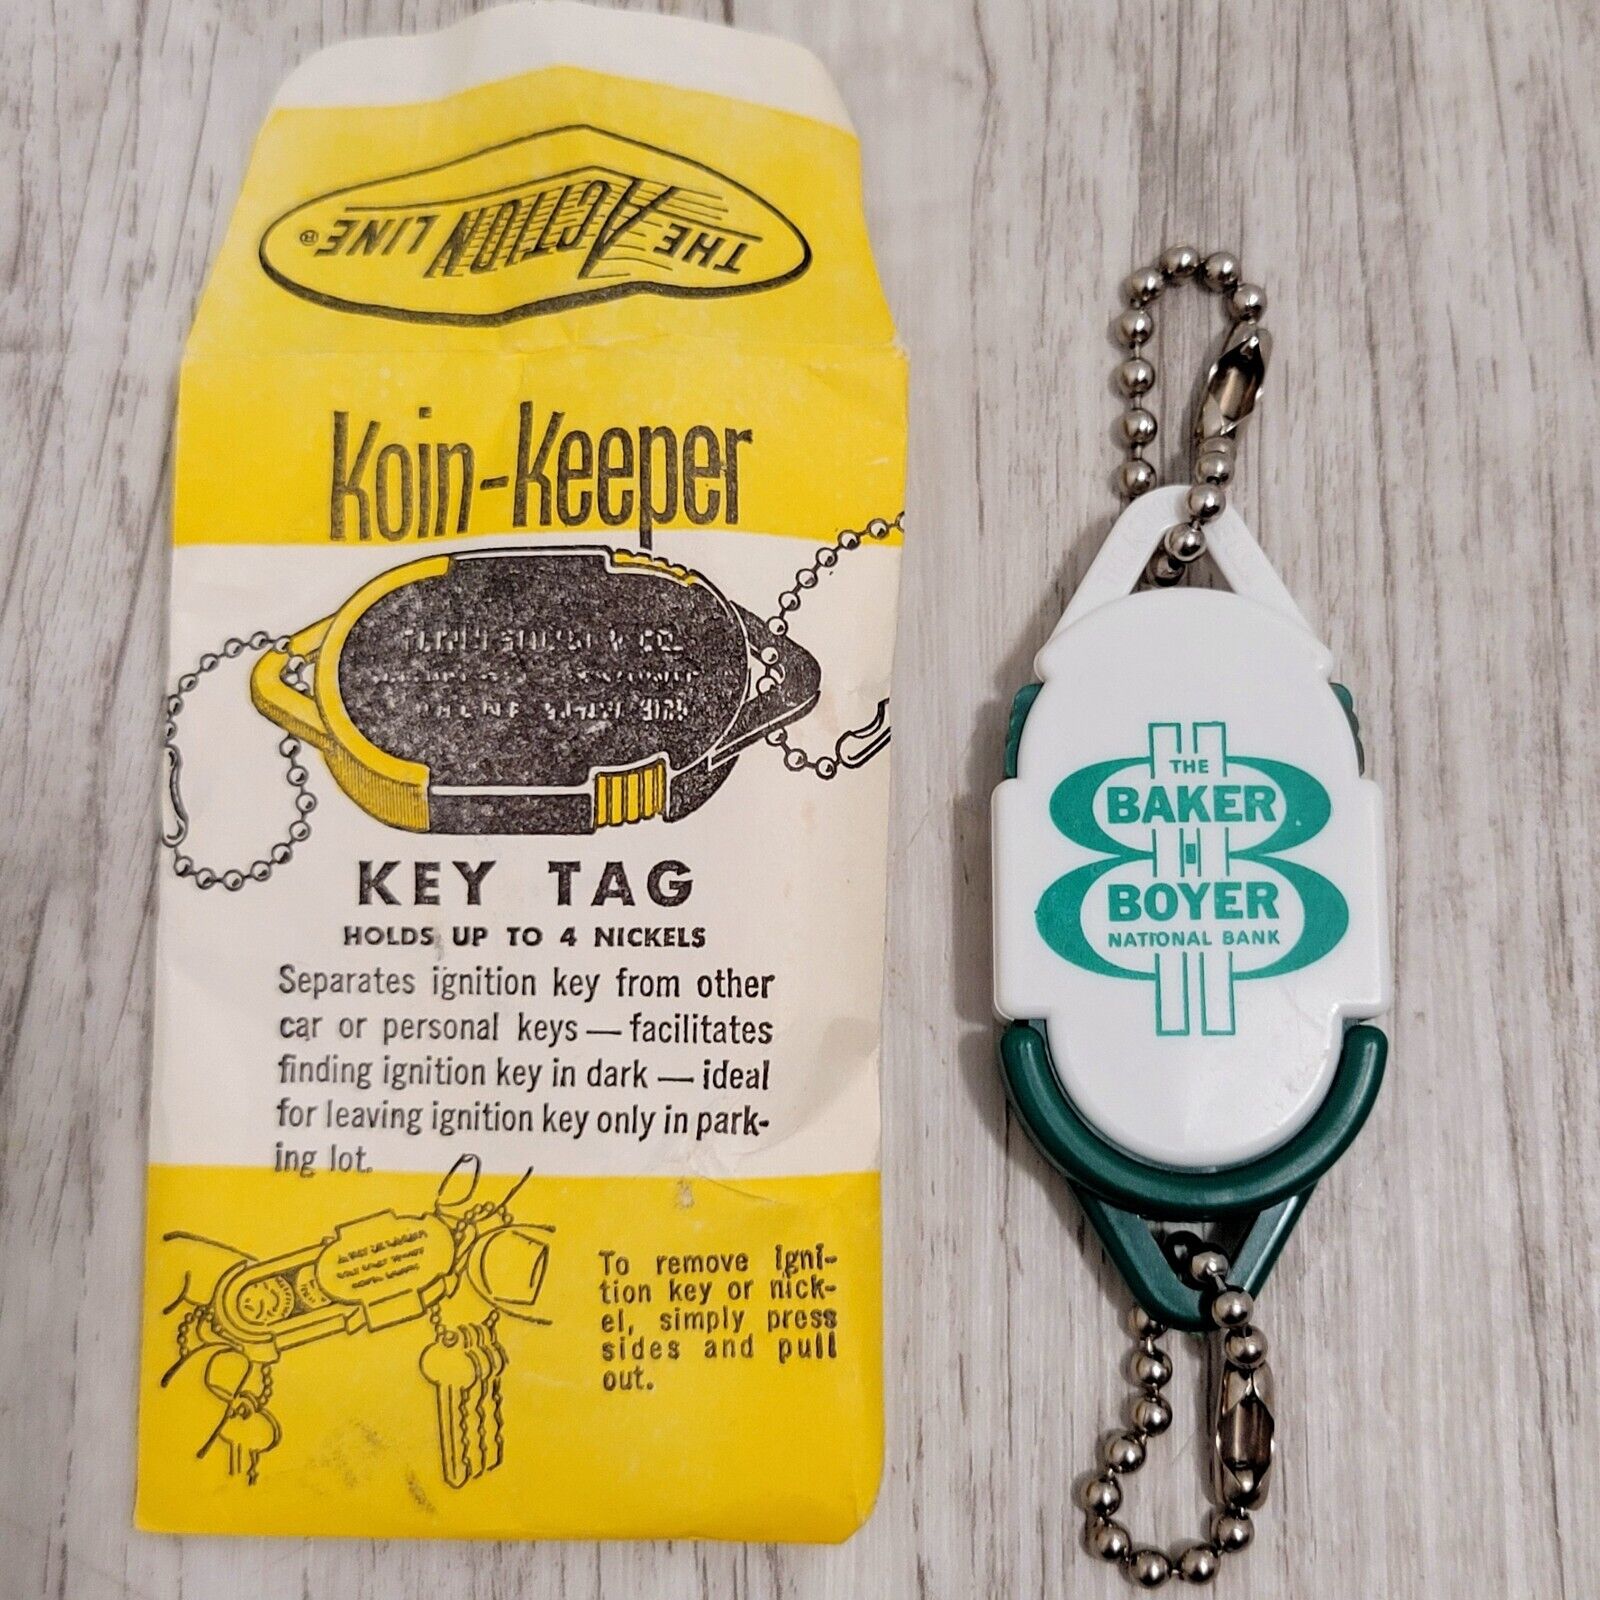 THE ACTION LINE ®
Koin-Keeper
KEY TAG
HOLDS UP TO 4 NICKELS
Separates ignition key from other
car or personal keys — facilitates
finding ignition key in dark — ideal
for leaving ignition key only in park-
ing lot.
To remove igni-
tion key or nick-
el, simply press
sides and pull
out.
THE
BAKER
BOYER
NATIONAL BANK